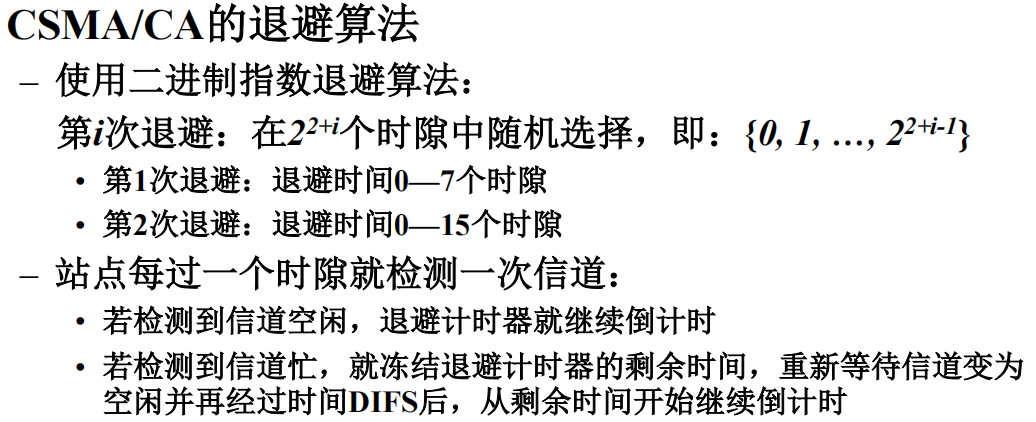 CSMA/CA的退避算法
– 使用二进制指数退避算法：
第i次退避：在2^{2+i}个时隙中随机选择，即：{0, 1, …, 2^{2+i-1}}
• 第1次退避：退避时间0—7个时隙
• 第2次退避：退避时间0—15个时隙
– 站点每过一个时隙就检测一次信道：
• 若检测到信道空闲，退避计时器就继续倒计时
• 若检测到信道忙，就冻结退避计时器的剩余时间，重新等待信道变为
空闲并再经过时间DIFS后，从剩余时间开始继续倒计时